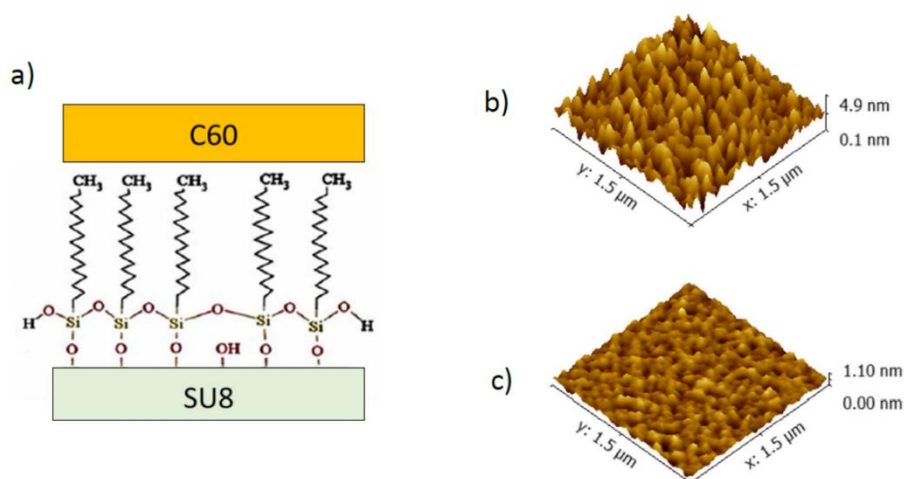 a)
C60
CH₃ CH₃ CH₃ CH₃ CH₃
H O Si O Si O Si O Si O Si O H
O O O OH O O
SU8
b)
4.9 nm
0.1 nm
y: 1.5 µm
x: 1.5 µm
c)
1.10 nm
0.00 nm
y: 1.5 µm
x: 1.5 µm